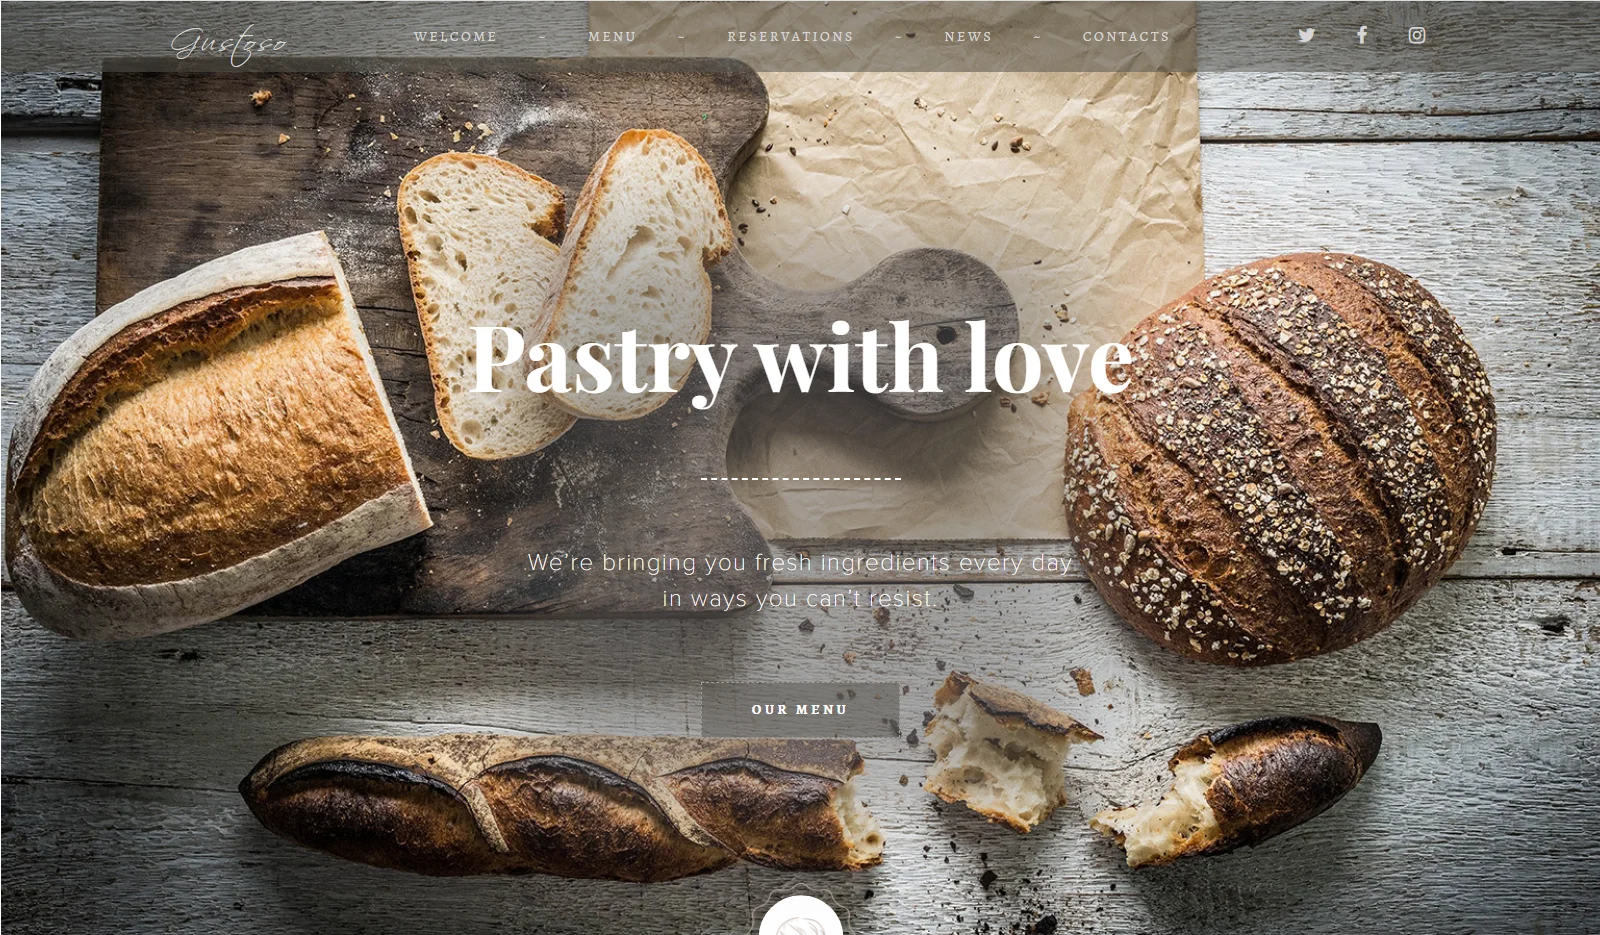 Gustoso
WELCOME ~ MENU ~ RESERVATIONS ~ NEWS ~ CONTACTS
Pastry with love
We're bringing you fresh ingredients every day
in ways you can't resist.
OUR MENU